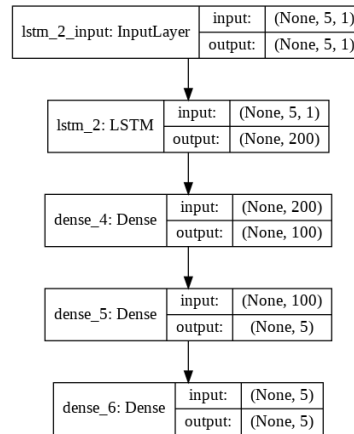 lstm_2_input: InputLayer
input: (None, 5, 1)
output: (None, 5, 1)
lstm_2: LSTM
input: (None, 5, 1)
output: (None, 200)
dense_4: Dense
input: (None, 200)
output: (None, 100)
dense_5: Dense
input: (None, 100)
output: (None, 5)
dense_6: Dense
input: (None, 5)
output: (None, 5)